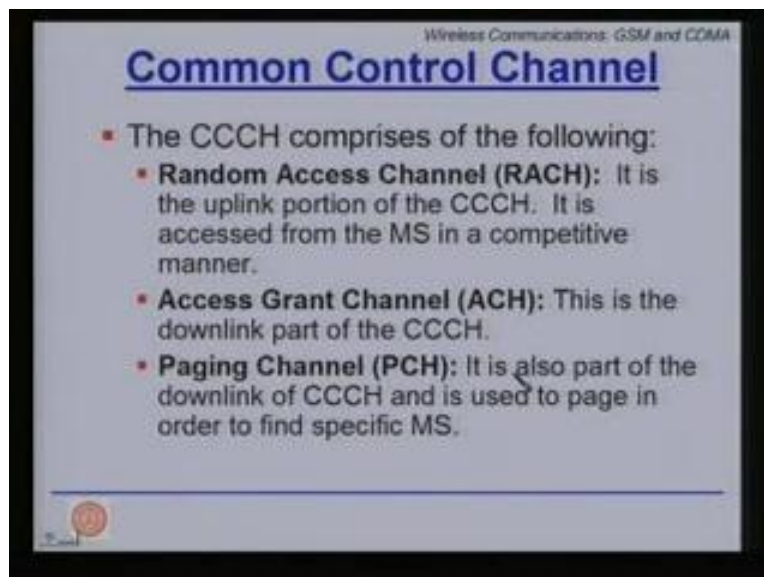 Wireless Communications: GSM and CDMA
Common Control Channel
The CCCH comprises of the following:
Random Access Channel (RACH): It is
the uplink portion of the CCCH. It is
accessed from the MS in a competitive
manner.
Access Grant Channel (ACH): This is the
downlink part of the CCCH.
Paging Channel (PCH): It is also part of the
downlink of CCCH and is used to page in
order to find specific MS.